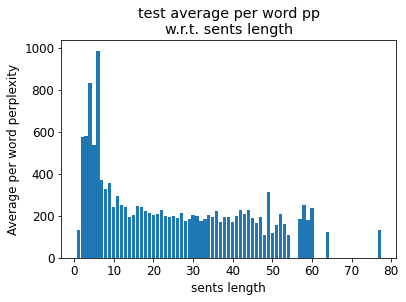 test average per word pp
w.r.t. sents length
Average per word perplexity
1000
800
600
400
200
0
0 10 20 30 40 50 60 70 80
sents length